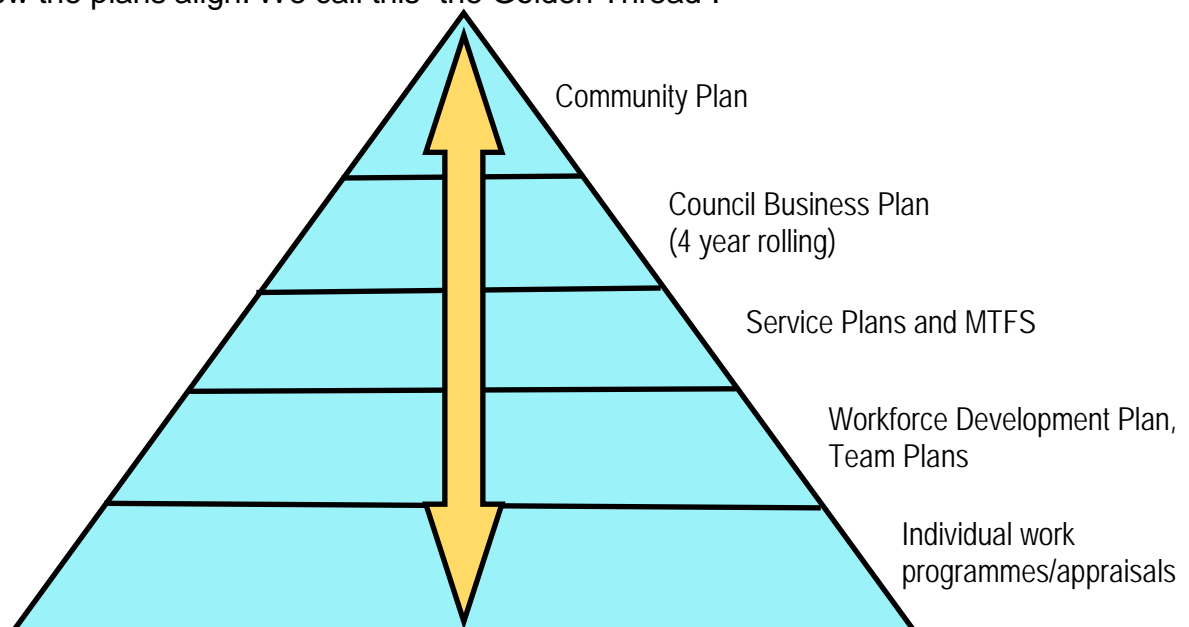 the plans align. We call this 'the Golden Thread'.
Community Plan
Council Business Plan
(4 year rolling)
Service Plans and MTFS
Workforce Development Plan,
Team Plans
Individual work
programmes/appraisals